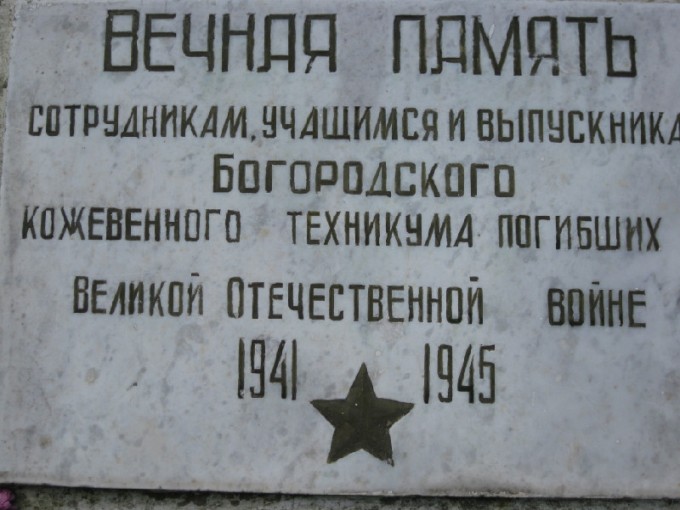 ВЕЧНАЯ ПАМЯТЬ
СОТРУДНИКАМ, УЧАЩИМСЯ И ВЫПУСКНИКА
БОГОРОДСКОГО
КОЖЕВЕННОГО ТЕХНИКУМА ПОГИБШИХ
ВЕЛИКОЙ ОТЕЧЕСТВЕННОЙ ВОЙНЕ
1941 1945